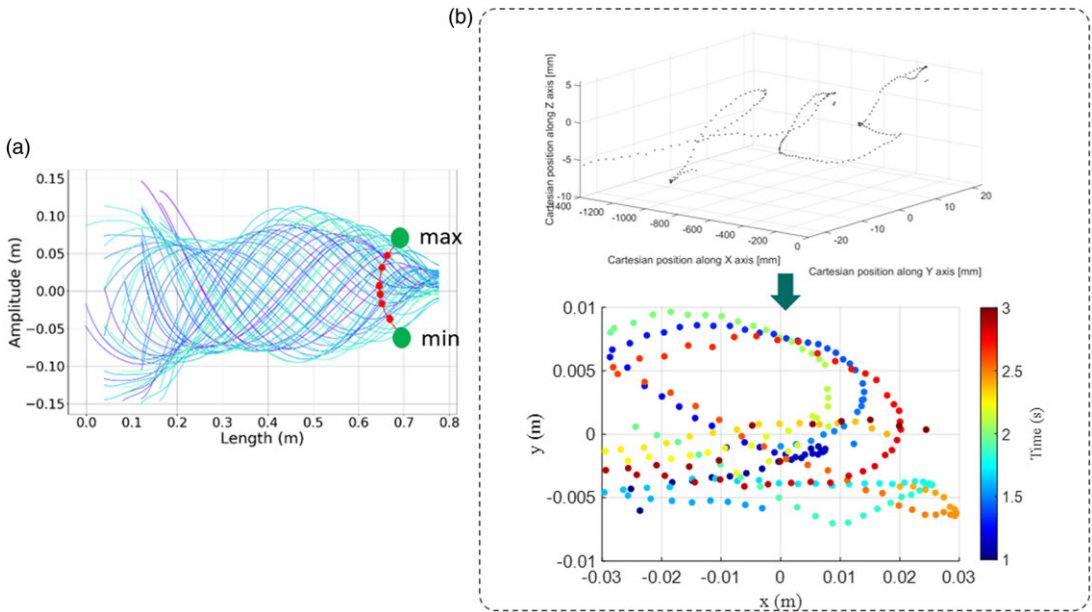 (a)
0.15
0.10
0.05
0.00
−0.05
−0.10
−0.15
Amplitude (m)
0.0 0.1 0.2 0.3 0.4 0.5 0.6 0.7 0.8
Length (m)
max
min
(b)
Cartesian position along Z axis [mm]
5
0
-5
-10
1400
-1200
-1000
-800
-600
-400
-200
0
-20
-10
0
10
20
Cartesian position along X axis [mm]
Cartesian position along Y axis [mm]
0.01
0.005
0
-0.005
-0.01
y (m)
-0.03 -0.02 -0.01 0 0.01 0.02 0.03
x (m)
3
2.5
2
1.5
1
Time (s)